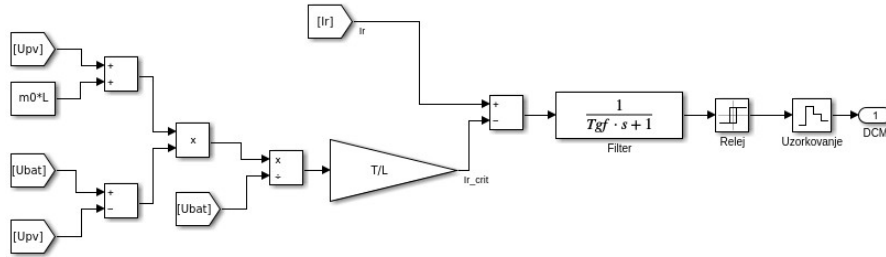 [Ir]
Ir
[Upv]
+
+
m0*L
x
[Ubat]
+
−
[Upv]
[Ubat]
x
÷
T/L
Ir_crit
+
−
1
Tgf · s + 1
Filter
Relej
Uzorkovanje
1
DCM